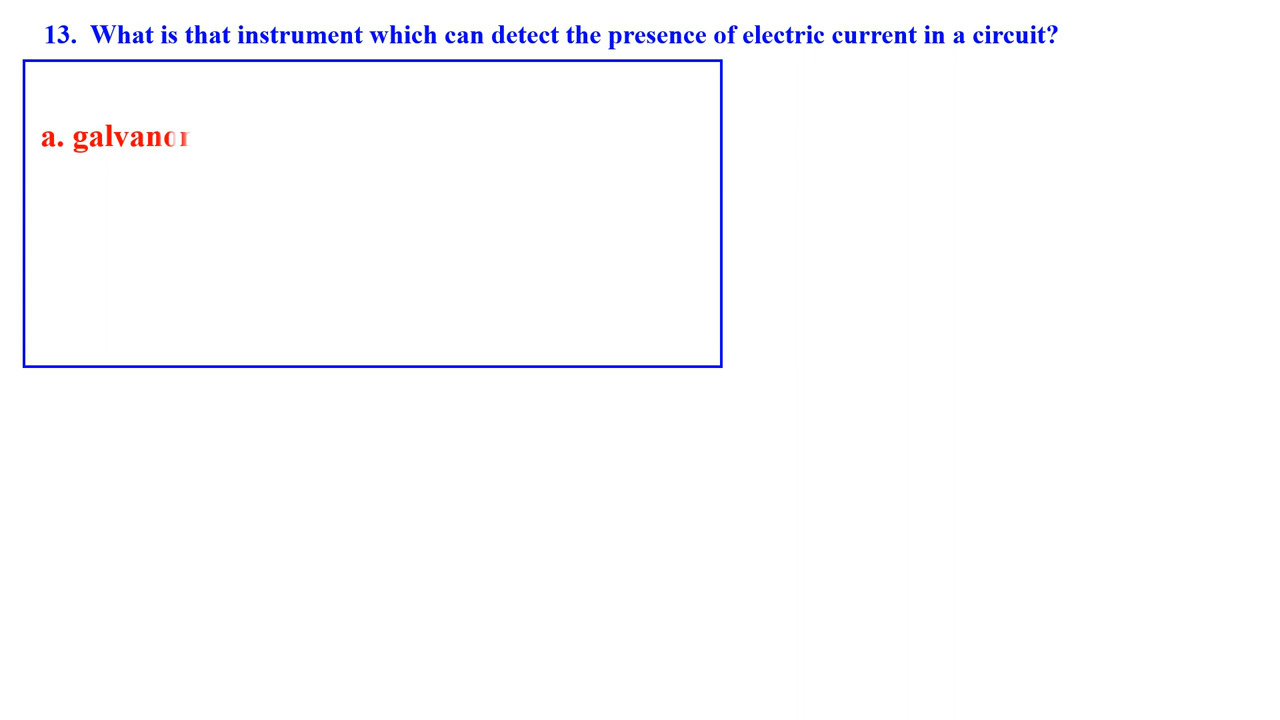 13. What is that instrument which can detect the presence of electric current in a circuit?
a. galvano